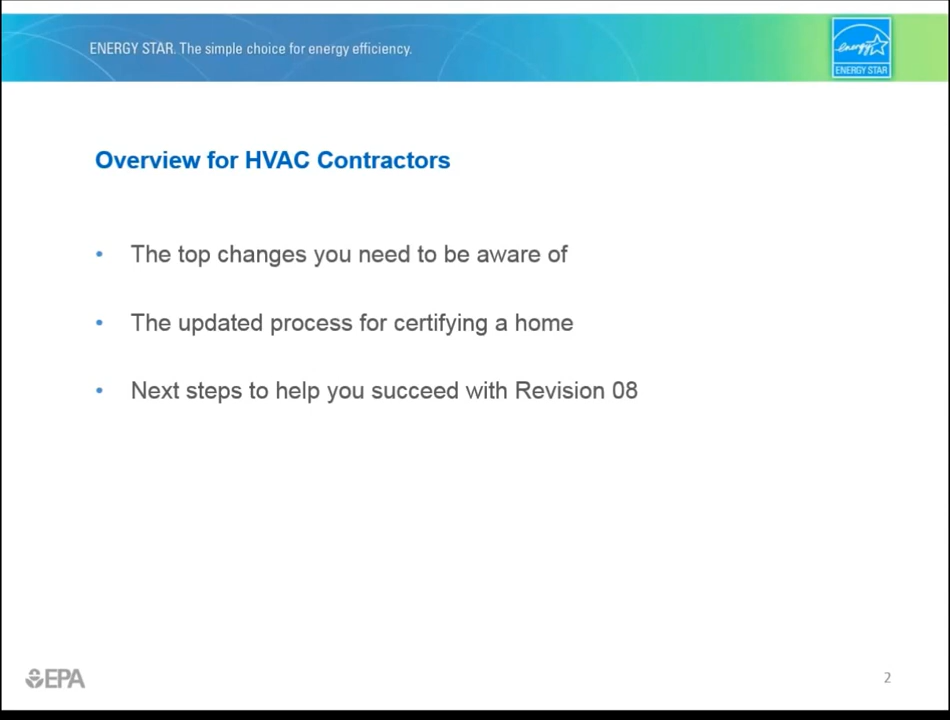 ENERGY STAR. The simple choice for energy efficiency.
energy
ENERGY STAR
Overview for HVAC Contractors
• The top changes you need to be aware of
• The updated process for certifying a home
• Next steps to help you succeed with Revision 08
EPA
2